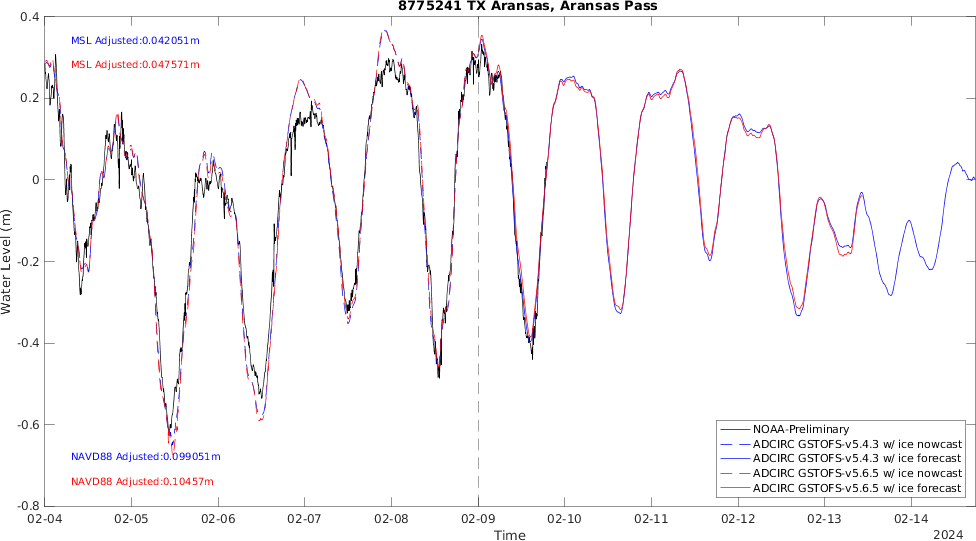 8775241 TX Aransas, Aransas Pass
0.4
MSL Adjusted:0.042051m
MSL Adjusted:0.047571m
0.2
0
Water Level (m)
-0.2
-0.4
-0.6
NAVD88 Adjusted:0.099051m
NAVD88 Adjusted:0.10457m
-0.8
NOAA-Preliminary
ADCIRC GSTOFS-v5.4.3 w/ ice nowcast
ADCIRC GSTOFS-v5.4.3 w/ ice forecast
ADCIRC GSTOFS-v5.6.5 w/ ice nowcast
ADCIRC GSTOFS-v5.6.5 w/ ice forecast
02-04 02-05 02-06 02-07 02-08 02-09 02-10 02-11 02-12 02-13 02-14
Time
2024